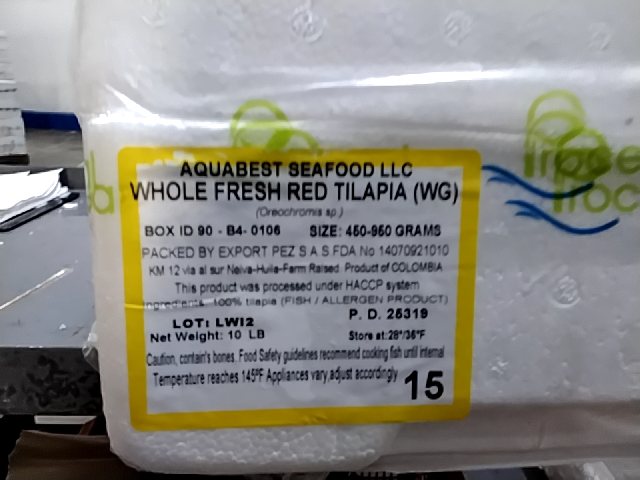 AQUABEST SEAFOOD LLC
WHOLE FRESH RED TILAPIA (WG)
(Oreochromis sp.)
BOX ID 90 - B4- 0106 SIZE: 450-950 GRAMS
PACKED BY EXPORT PEZ S A S FDA No 14070921010
KM 12 via al sur Neiva-Huila-Farm Raised. Product of COLOMBIA
This product was processed under HACCP system
Ingredients: 100% tilapia (FISH / ALLERGEN PRODUCT)
LOT: LWI2 P. D. 25319
Net Weight: 10 LB Store at:28°/36°F
Caution, contain's bones. Food Safety guidelines recommend cooking fish until internal
Temperature reaches 145°F Appliances vary,adjust accordingly
15